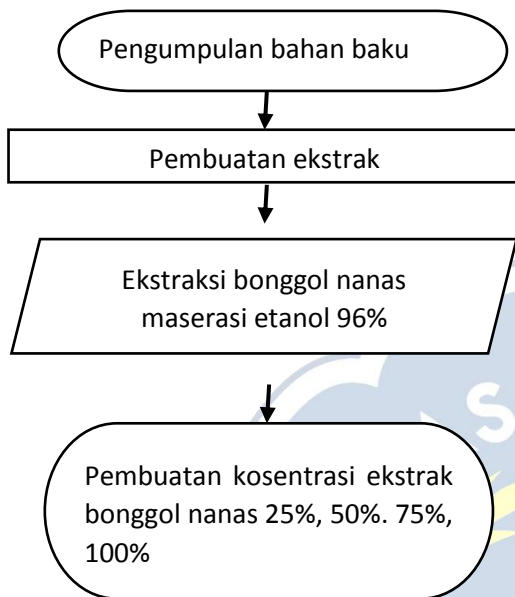 Pengumpulan bahan baku
Pembuatan ekstrak
Ekstraksi bonggol nanas
maserasi etanol 96%
Pembuatan kosentrasi ekstrak
bonggol nanas 25%, 50%. 75%,
100%
S